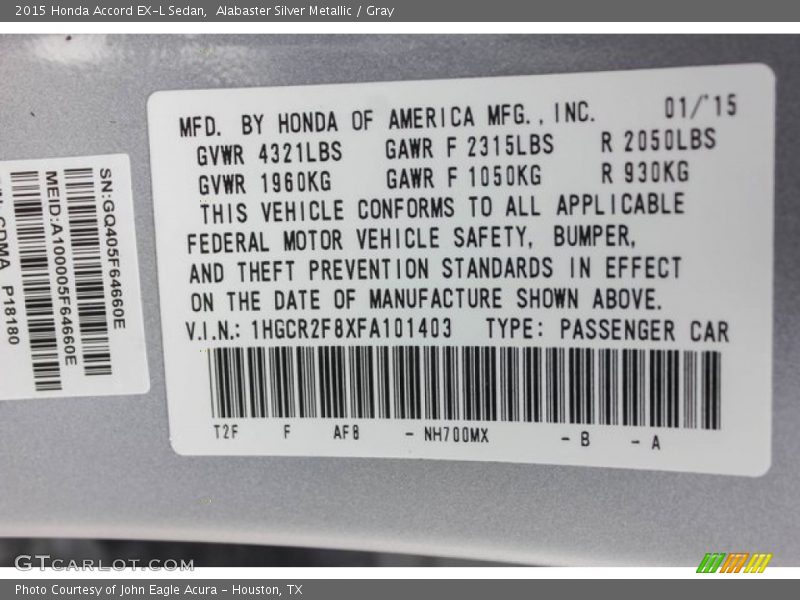 2015 Honda Accord EX-L Sedan,  Alabaster Silver Metallic / Gray
MFD. BY HONDA OF AMERICA MFG., INC. 01/'15
GVWR 4321LBS GAWR F 2315LBS R 2050LBS
GVWR 1960KG GAWR F 1050KG R 930KG
THIS VEHICLE CONFORMS TO ALL APPLICABLE
FEDERAL MOTOR VEHICLE SAFETY, BUMPER,
AND THEFT PREVENTION STANDARDS IN EFFECT
ON THE DATE OF MANUFACTURE SHOWN ABOVE.
V.I.N.: 1HGCR2F8XFA101403 TYPE: PASSENGER CAR
T2F F AF8 - NH700MX - B - A
SN:GQ405F64660E
MEID:A100005F64660E
CDMA P18180
GTCARLOT.COM
Photo Courtesy of John Eagle Acura - Houston, TX